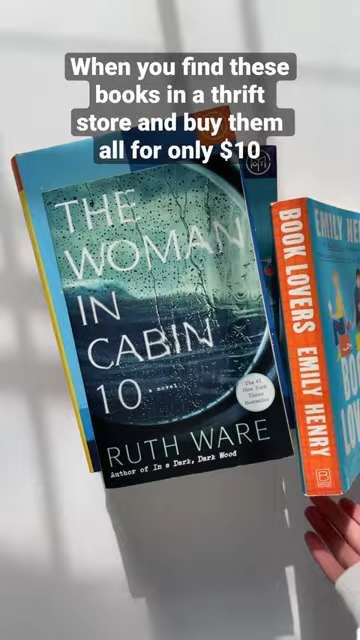 When you find these
books in a thrift
store and buy them
all for only $10
THE
WOMAN
IN
CABIN
10
a novel
The #1
New York
Times
Bestseller
RUTH WARE
Author of In a Dark, Dark Wood
BOOK LOVERS EMILY HENRY
EMILY